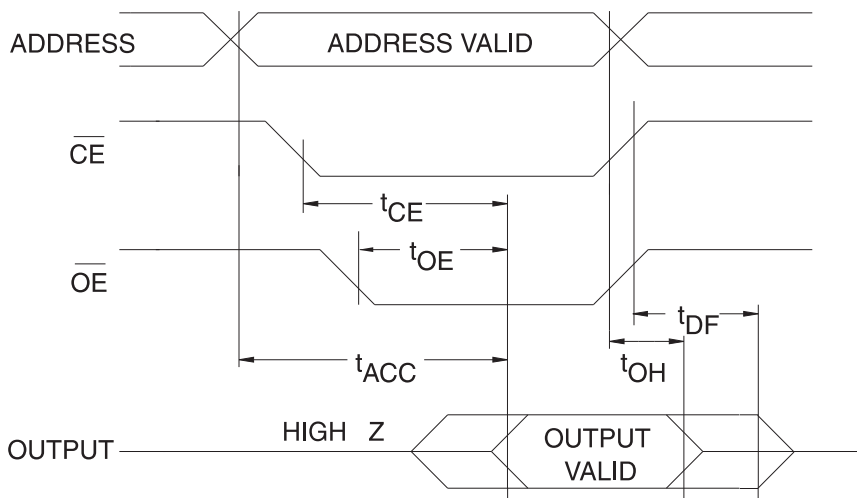 ADDRESS
ADDRESS VALID
CE
tCE
tOE
OE
tDF
tACC
tOH
HIGH Z
OUTPUT
OUTPUT
VALID